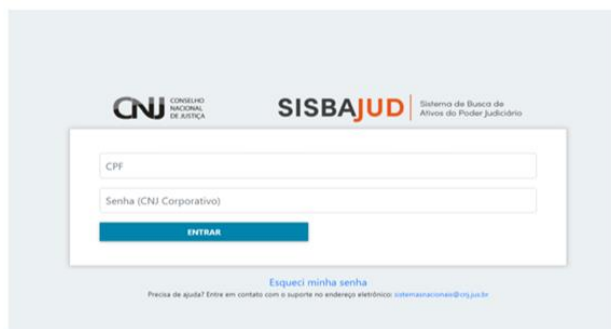 CNJ
CONSELHO
NACIONAL
DE JUSTIÇA
SISBAJUD
Sistema de Busca de
Ativos do Poder Judiciário
CPF
Senha (CNJ Corporativo)
ENTRAR
Esqueci minha senha
Precisa de ajuda? Entre em contato com o suporte no endereço eletrônico: sistemasnacionais@cnj.jus.br